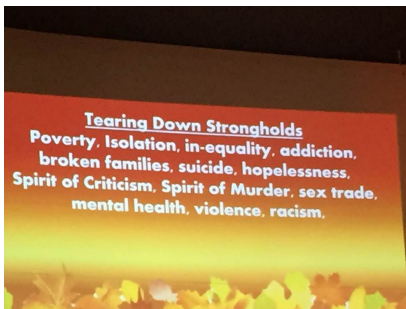 Tearing Down Strongholds
Poverty, Isolation, in-equality, addiction,
broken families, suicide, hopelessness,
Spirit of Criticism, Spirit of Murder, sex trade,
mental health, violence, racism,